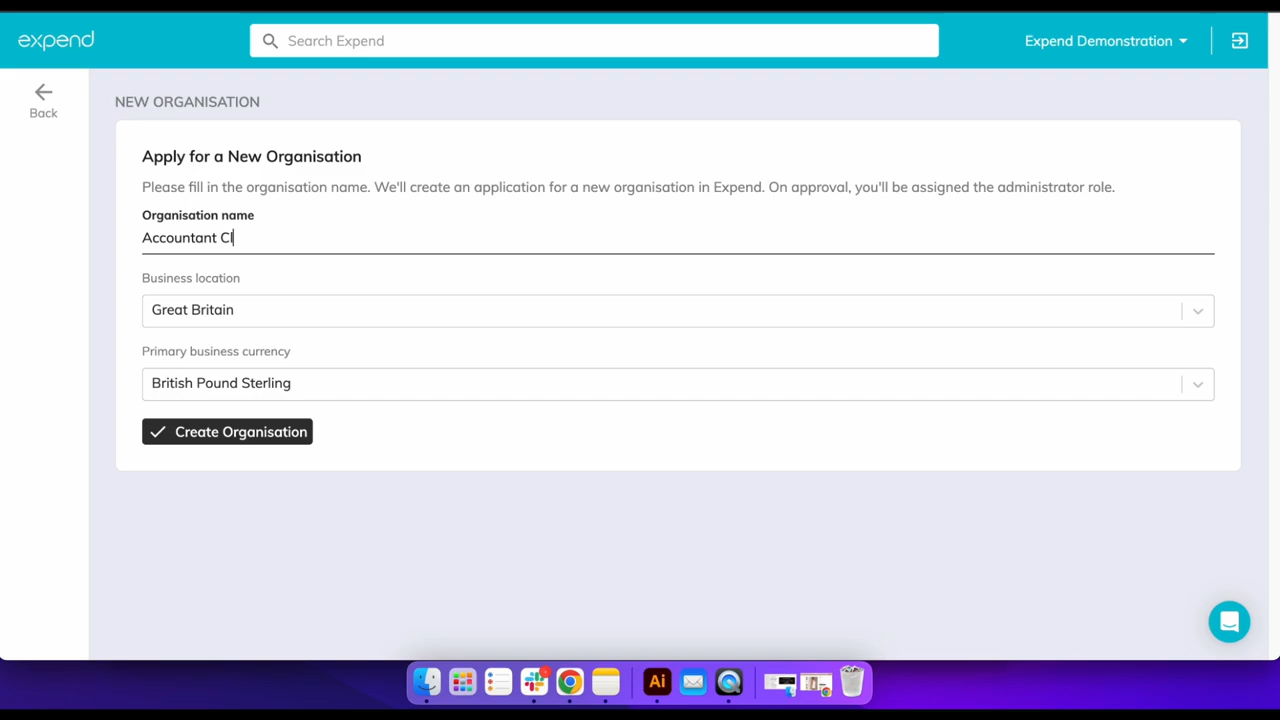 expend
Search Expend
Expend Demonstration
Back
NEW ORGANISATION
Apply for a New Organisation
Please fill in the organisation name. We'll create an application for a new organisation in Expend. On approval, you'll be assigned the administrator role.
Organisation name
Accountant Cl
Business location
Great Britain
Primary business currency
British Pound Sterling
Create Organisation
Ai